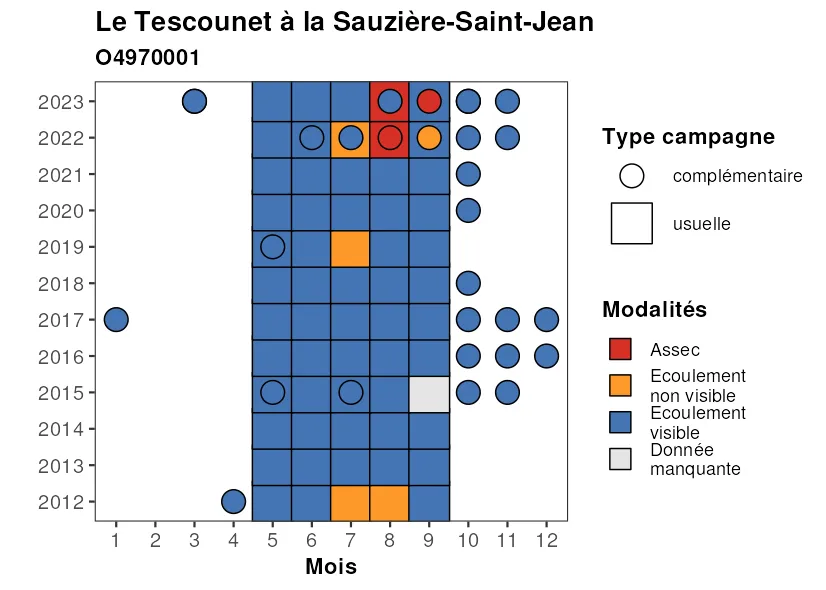 Le Tescounet à la Sauzière-Saint-Jean
O4970001
2023
2022
2021
2020
2019
2018
2017
2016
2015
2014
2013
2012
1 2 3 4 5 6 7 8 9 10 11 12
Mois
Type campagne
complémentaire
usuelle
Modalités
Assec
Ecoulement
non visible
Ecoulement
visible
Donnée
manquante